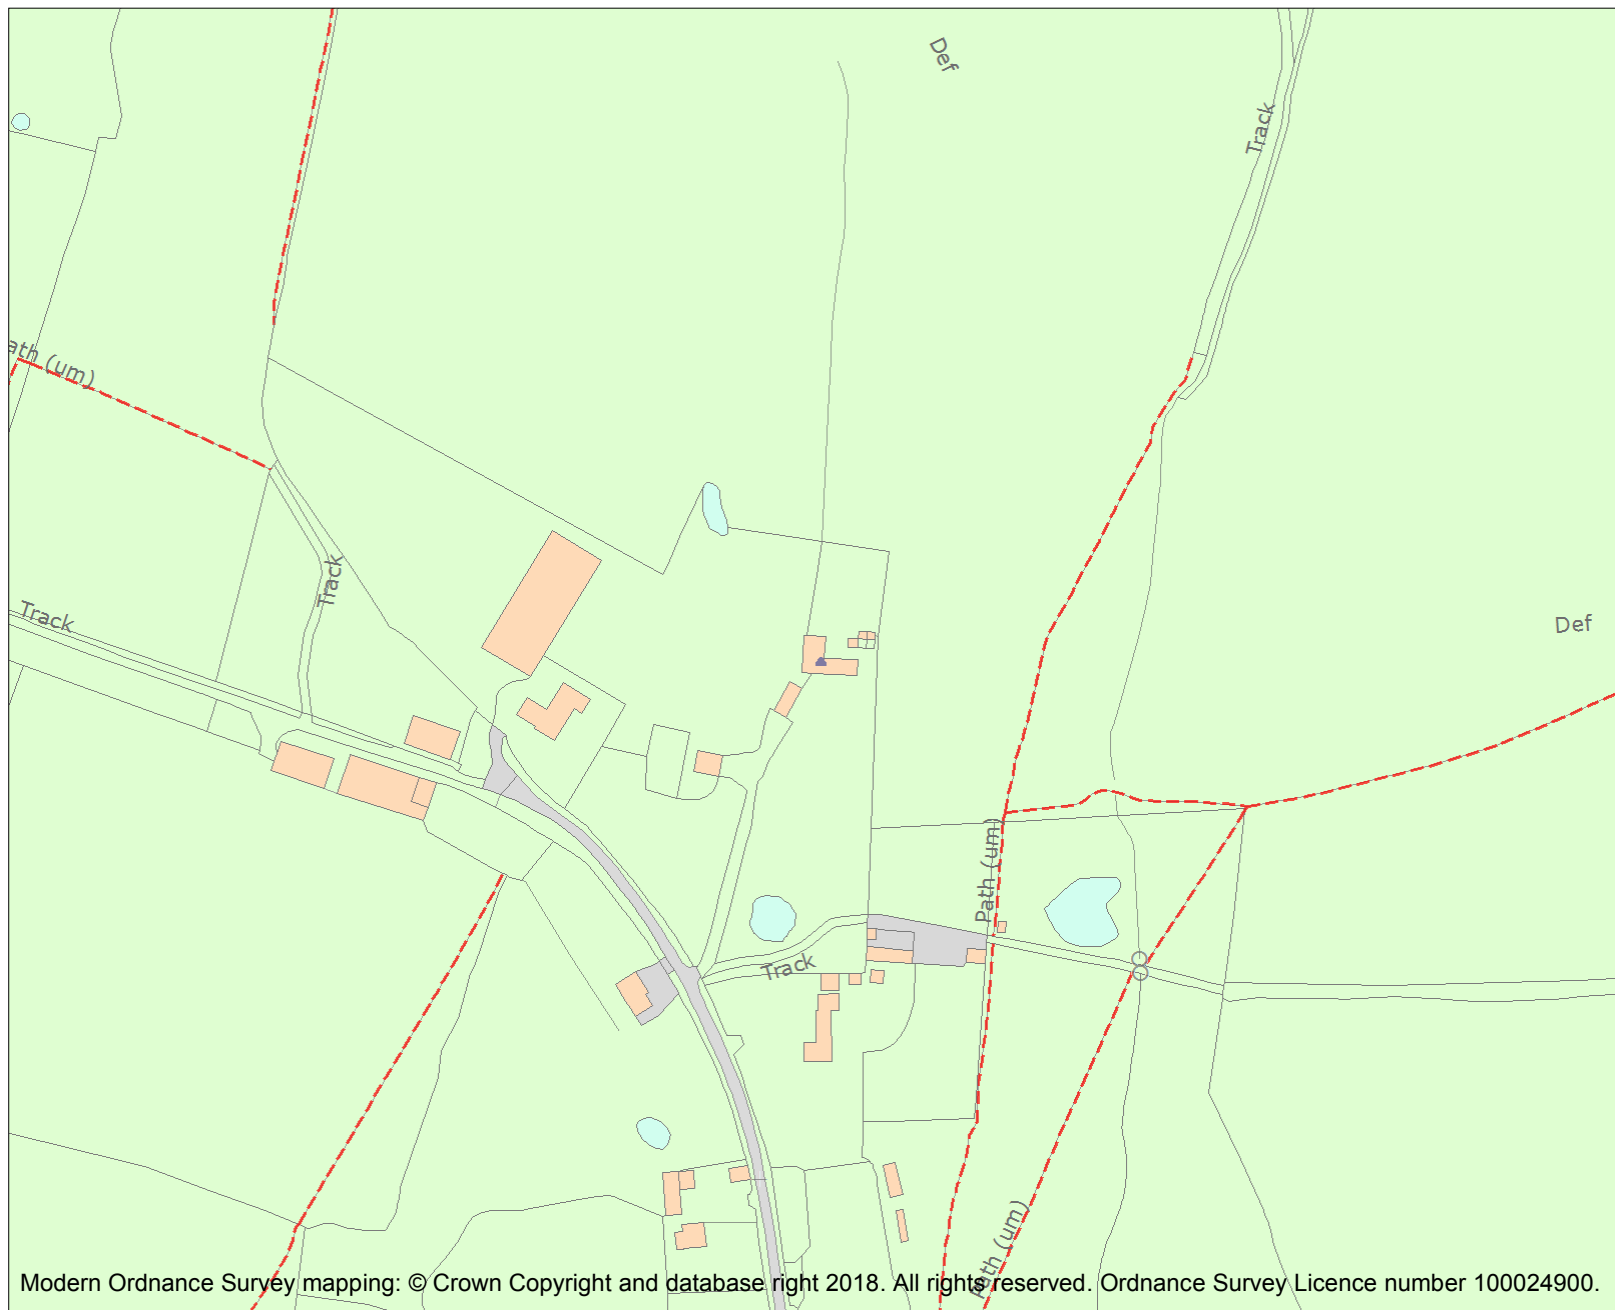 Def
Track
ath (um)
Track
Track
Def
Path (um)
Track
Path (um)
Modern Ordnance Survey mapping: © Crown Copyright and database right 2018. All rights reserved. Ordnance Survey Licence number 100024900.